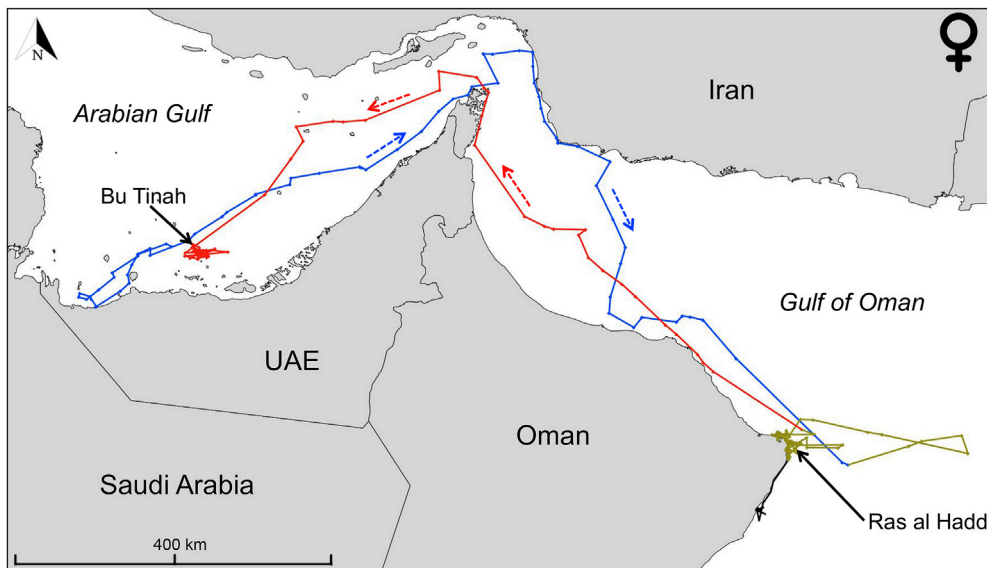 N
Iran
Arabian Gulf
Bu Tinah
Gulf of Oman
UAE
Oman
Saudi Arabia
Ras al Hadd
400 km